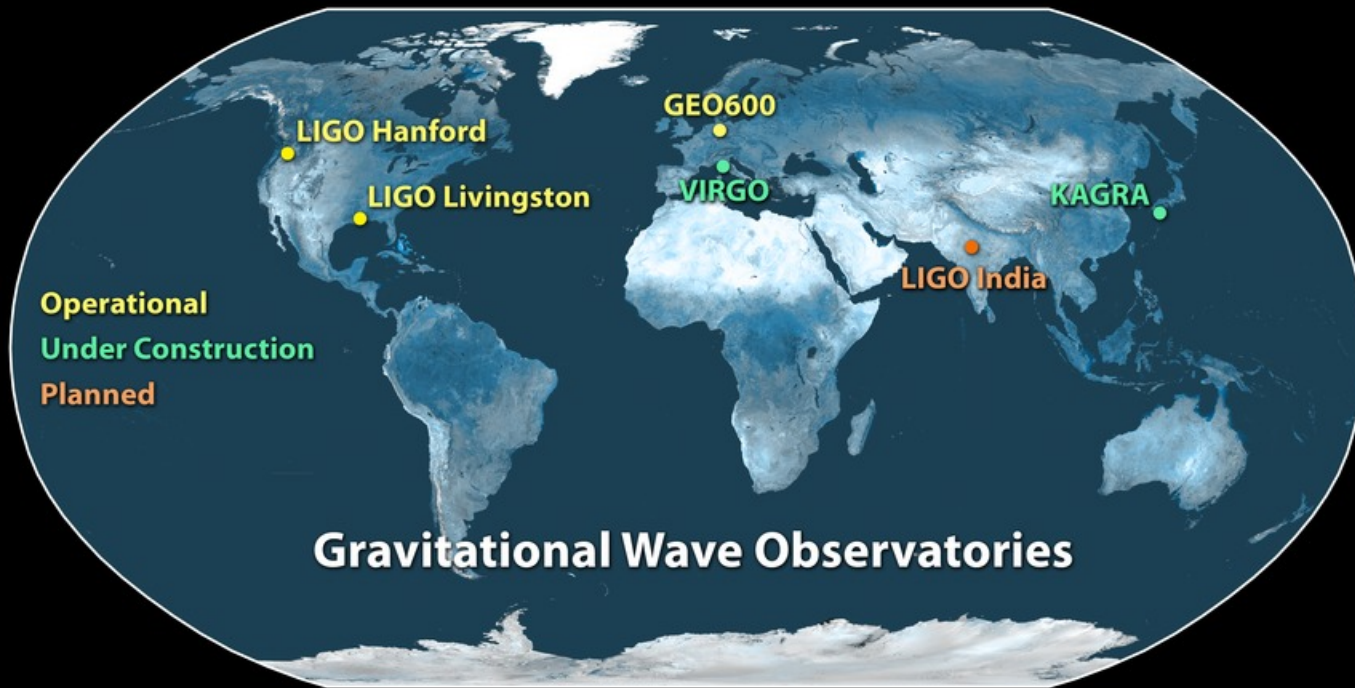 GEO600
LIGO Hanford
VIRGO
KAGRA
LIGO Livingston
LIGO India
Operational
Under Construction
Planned
Gravitational Wave Observatories